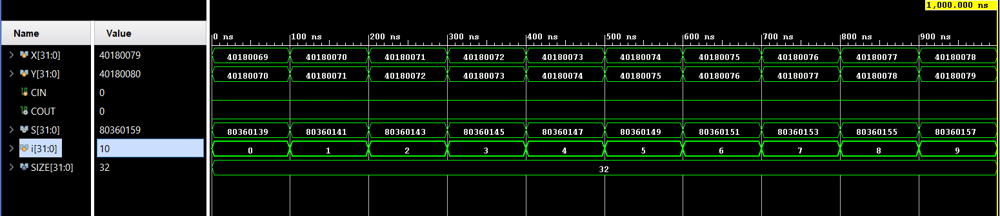 1,000.000 ns
Name Value
0 ns 100 ns 200 ns 300 ns 400 ns 500 ns 600 ns 700 ns 800 ns 900 ns
X[31:0] 40180079 40180069 40180070 40180071 40180072 40180073 40180074 40180075 40180076 40180077 40180078
Y[31:0] 40180080 40180070 40180071 40180072 40180073 40180074 40180075 40180076 40180077 40180078 40180079
CIN 0
COUT 0
S[31:0] 80360159 80360139 80360141 80360143 80360145 80360147 80360149 80360151 80360153 80360155 80360157
i[31:0] 10 0 1 2 3 4 5 6 7 8 9
SIZE[31:0] 32 32